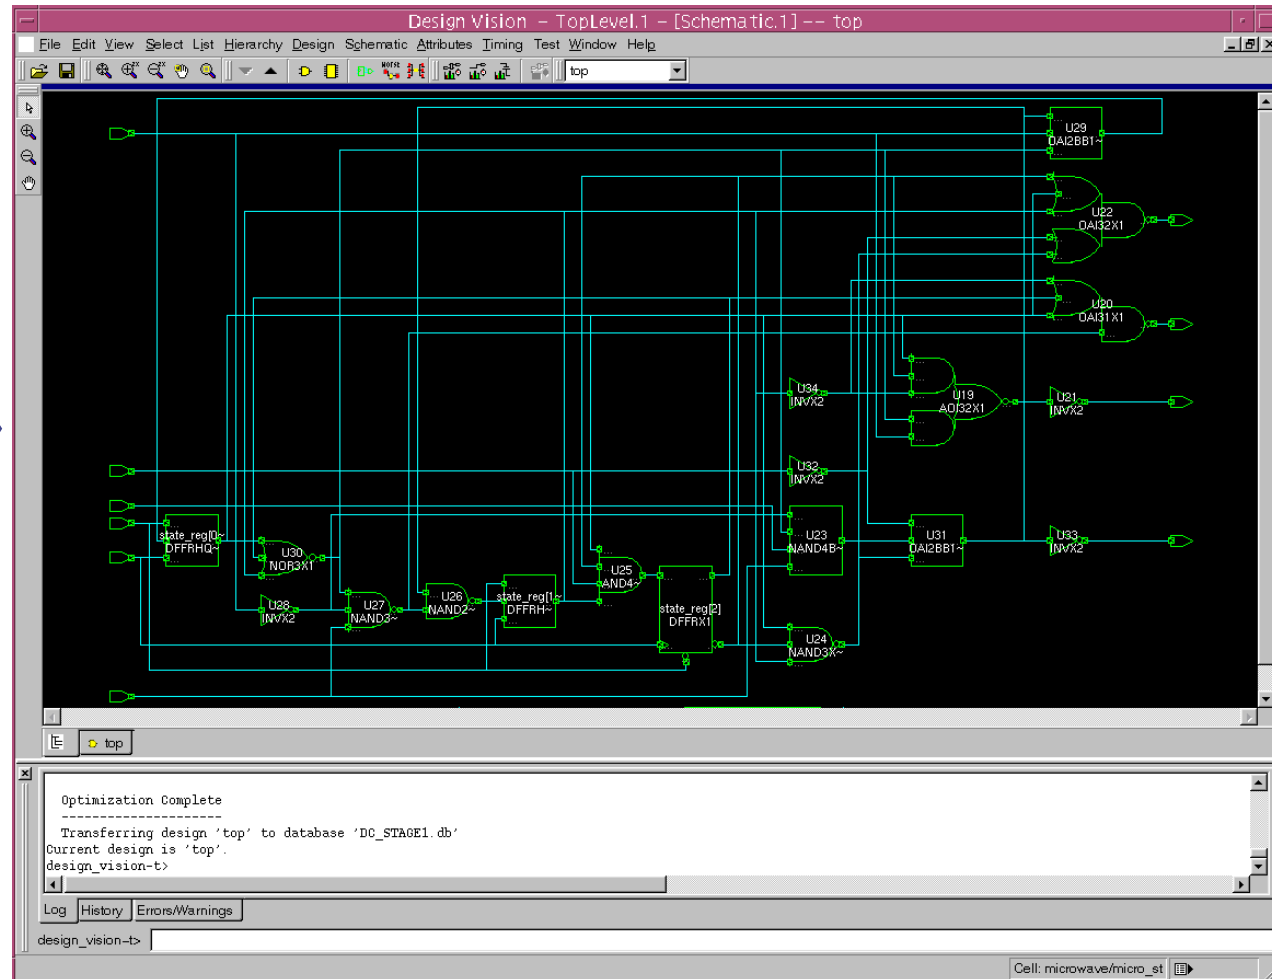 Design Vision - TopLevel.1 - [Schematic.1] -- top
File Edit View Select List Hierarchy Design Schematic Attributes Timing Test Window Help
top
U29
OAI2BB1~
U22
OAI32X1
U20
OAI31X1
U34
INVX2
U19
AOI32X1
U21
INVX2
U32
INVX2
state_reg[0~
DFFRHQ~
U30
NOR3X1
U23
NAND4B~
U31
OAI2BB1~
U33
INVX2
U28
INVX2
U27
NAND3~
U26
NAND2~
state_reg[1~
DFFRH~
U25
AND4~
state_reg[2]
DFFRX1
U24
NAND3X~
top
Optimization Complete
---------------------
Transferring design 'top' to database 'DC_STAGE1.db'
Current design is 'top'.
design_vision-t>
Log History Errors/Warnings
design_vision-t>
Cell: microwave/micro_st